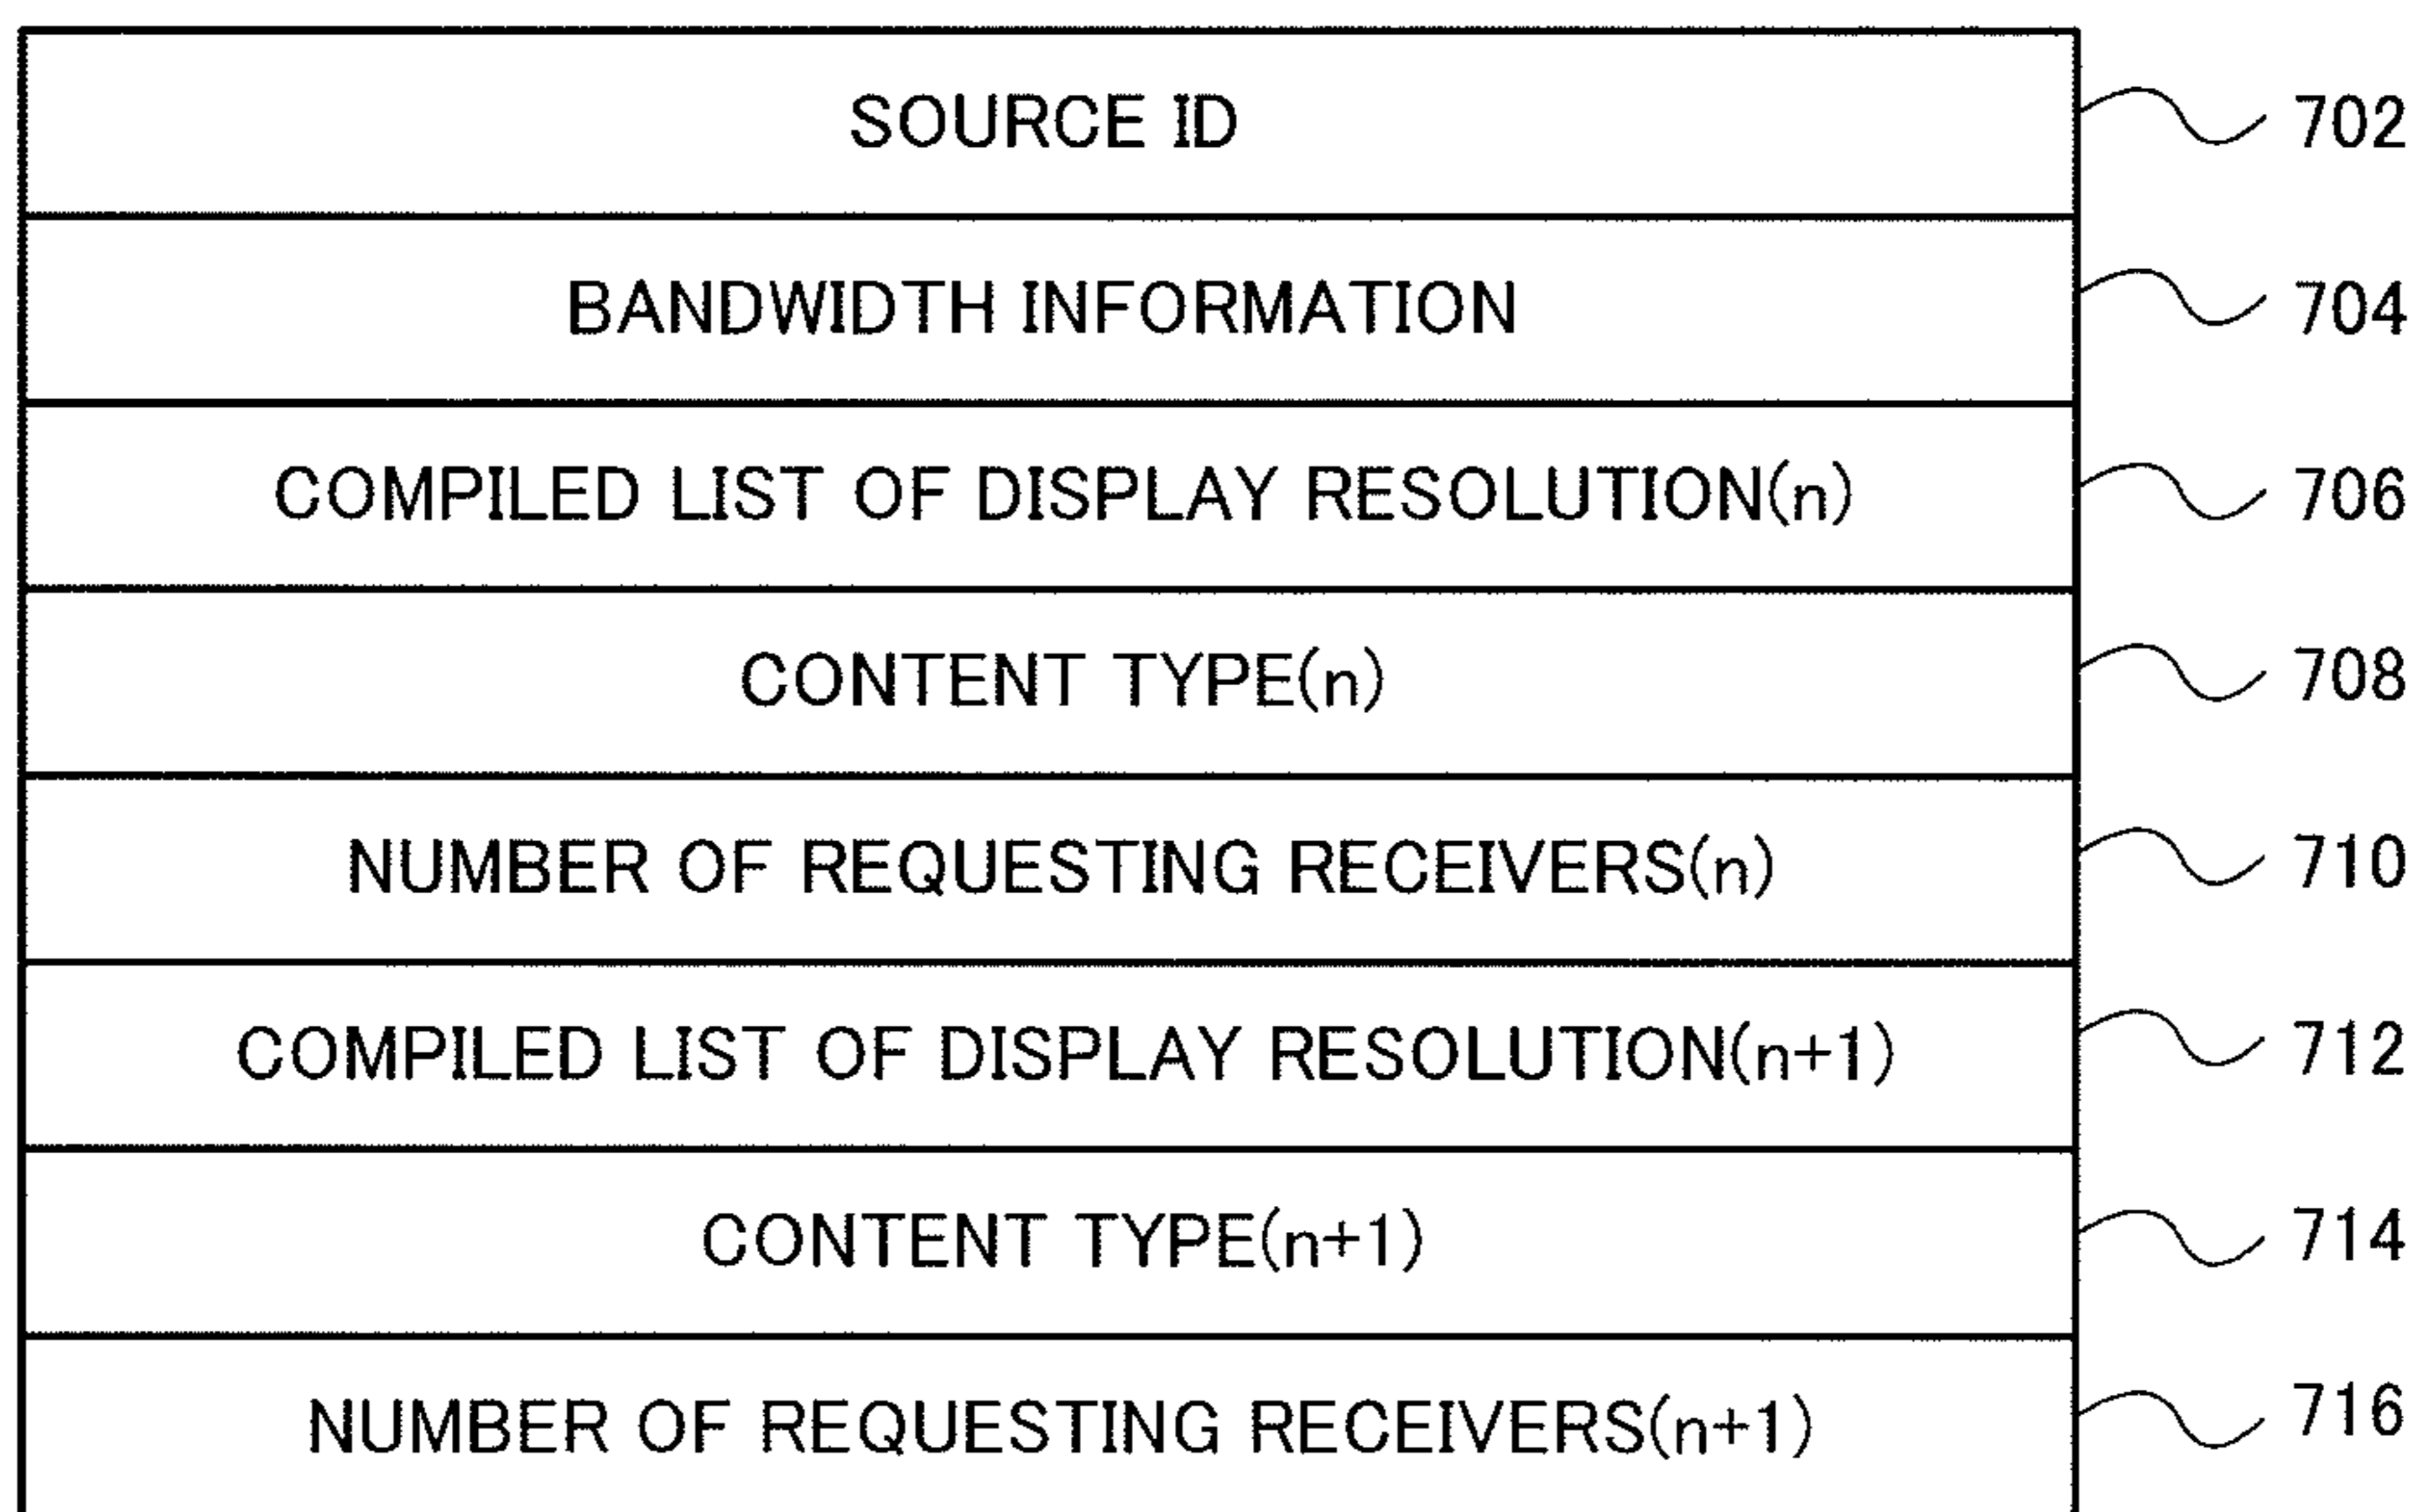 SOURCE ID 702
BANDWIDTH INFORMATION 704
COMPILED LIST OF DISPLAY RESOLUTION(n) 706
CONTENT TYPE(n) 708
NUMBER OF REQUESTING RECEIVERS(n) 710
COMPILED LIST OF DISPLAY RESOLUTION(n+1) 712
CONTENT TYPE(n+1) 714
NUMBER OF REQUESTING RECEIVERS(n+1) 716